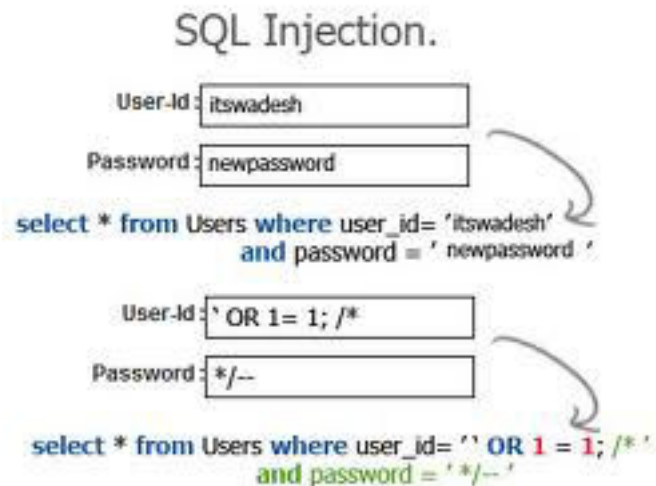 SQL Injection.
User-Id : itswadesh
Password : newpassword
select * from Users where user_id= 'itswadesh'
and password = ' newpassword '
User-Id : ` OR 1= 1; /*
Password : */--
select * from Users where user_id= '` OR 1 = 1; /* '
and password = ' */-- '